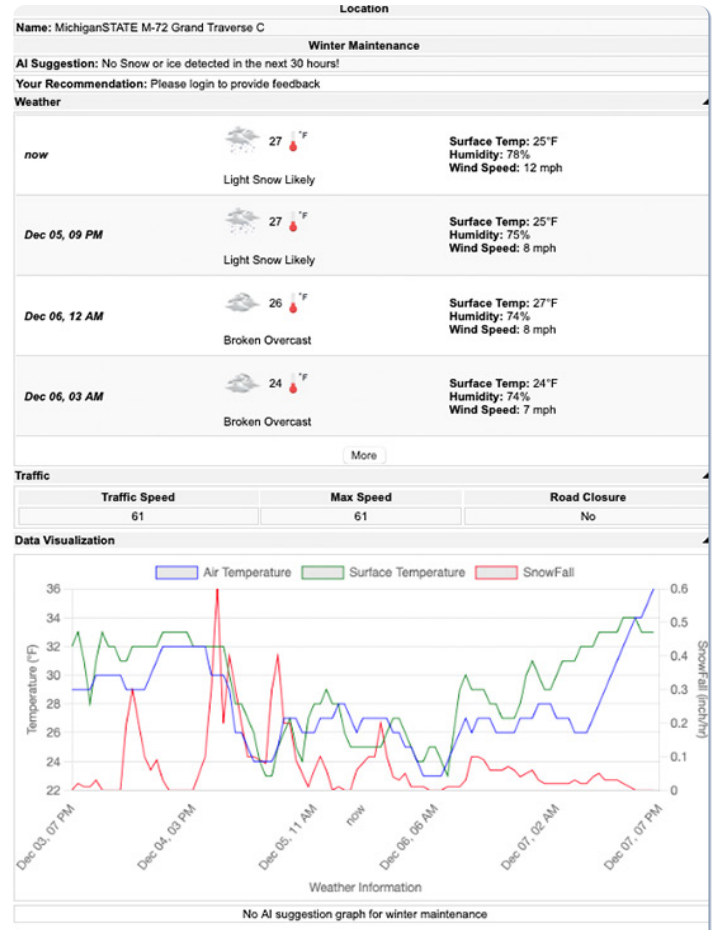 Location
Name: MichiganSTATE M-72 Grand Traverse C
Winter Maintenance
AI Suggestion: No Snow or ice detected in the next 30 hours!
Your Recommendation: Please login to provide feedback
Weather
now
27 °F
Light Snow Likely
Surface Temp: 25°F
Humidity: 78%
Wind Speed: 12 mph
Dec 05, 09 PM
27 °F
Light Snow Likely
Surface Temp: 25°F
Humidity: 75%
Wind Speed: 8 mph
Dec 06, 12 AM
26 °F
Broken Overcast
Surface Temp: 27°F
Humidity: 74%
Wind Speed: 8 mph
Dec 06, 03 AM
24 °F
Broken Overcast
Surface Temp: 24°F
Humidity: 74%
Wind Speed: 7 mph
More
Traffic
Traffic Speed Max Speed Road Closure
61 61 No
Data Visualization
Air Temperature Surface Temperature SnowFall
36 0.6
34 0.5
32 0.4
30 0.3
28
26 0.2
24 0.1
22 0
Temperature (°F)
SnowFall (inch/hr)
Dec 03, 07 PM
Dec 04, 03 PM
Dec 05, 11 AM
now
Dec 06, 06 AM
Dec 07, 02 AM
Dec 07, 07 PM
Weather Information
No AI suggestion graph for winter maintenance